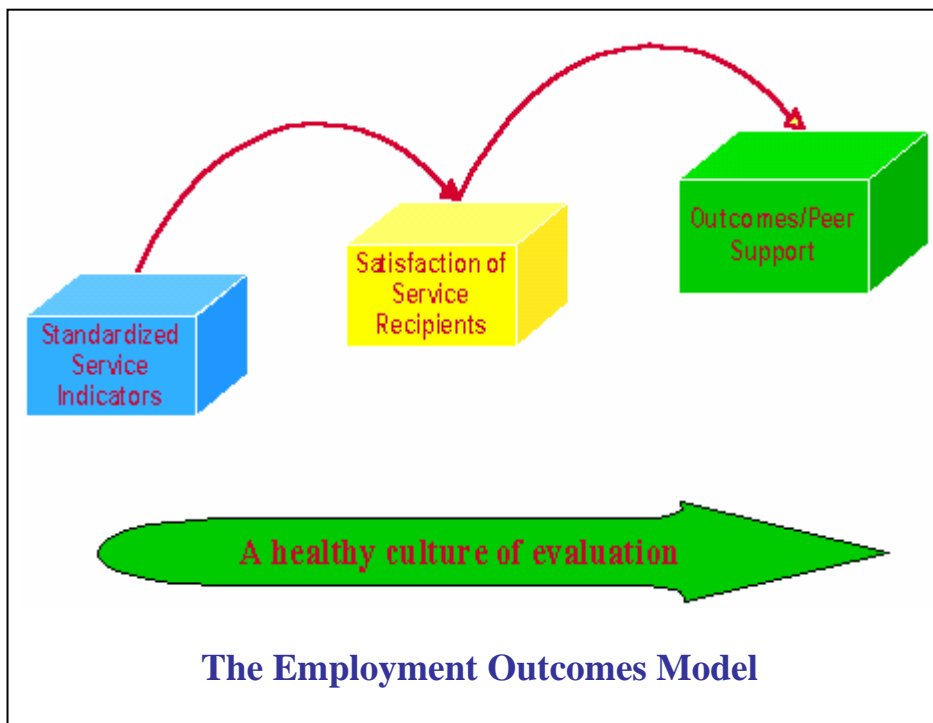 Standardized
Service
Indicators
Satisfaction of
Service
Recipients
Outcomes/Peer
Support
A healthy culture of evaluation
The Employment Outcomes Model